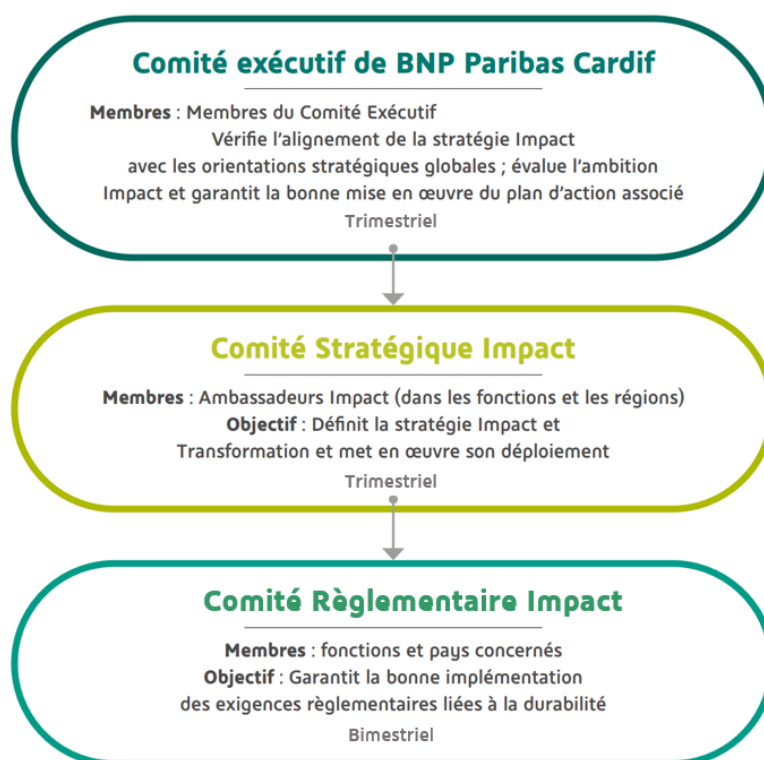 Comité exécutif de BNP Paribas Cardif
Membres : Membres du Comité Exécutif
Vérifie l'alignement de la stratégie Impact
avec les orientations stratégiques globales ; évalue l'ambition
Impact et garantit la bonne mise en œuvre du plan d'action associé
Trimestriel
Comité Stratégique Impact
Membres : Ambassadeurs Impact (dans les fonctions et les régions)
Objectif : Définit la stratégie Impact et
Transformation et met en œuvre son déploiement
Trimestriel
Comité Règlementaire Impact
Membres : fonctions et pays concernés
Objectif : Garantit la bonne implémentation
des exigences règlementaires liées à la durabilité
Bimestriel